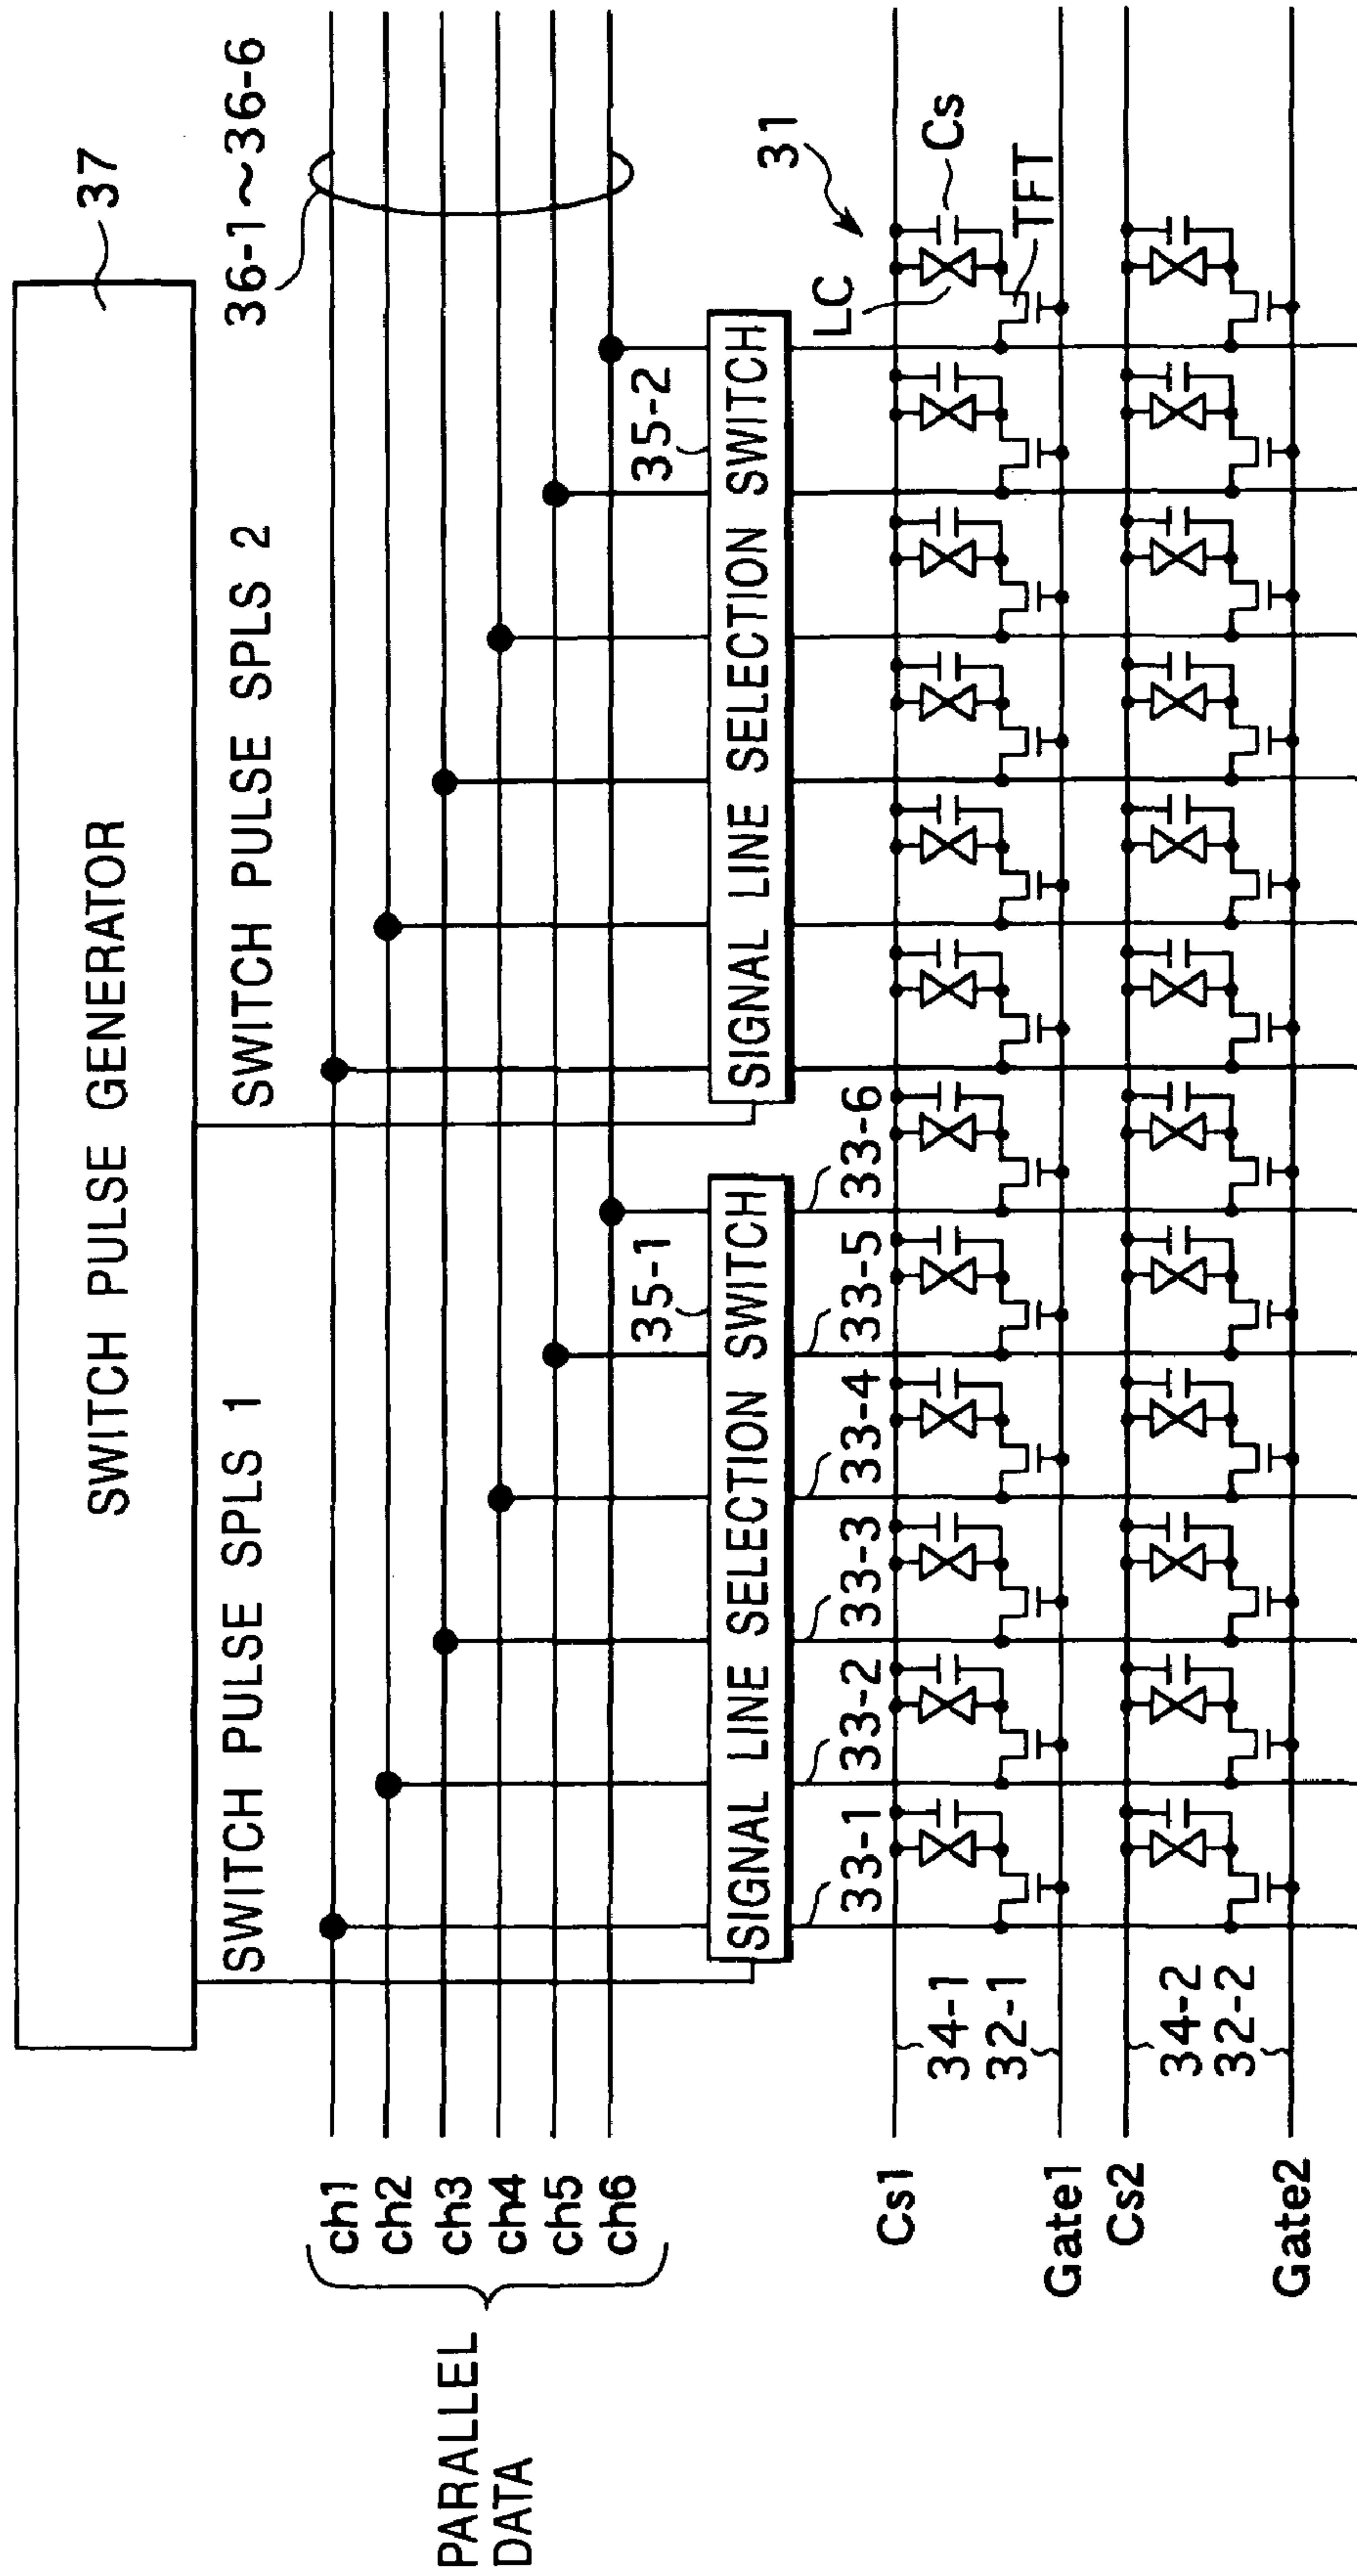 37
SWITCH PULSE GENERATOR
SWITCH PULSE SPLS 1
SWITCH PULSE SPLS 2
36-1~36-6
PARALLEL
DATA
ch1
ch2
ch3
ch4
ch5
ch6
35-1
35-2
SIGNAL LINE SELECTION SWITCH
SIGNAL LINE SELECTION SWITCH
31
33-1
33-2
33-3
33-4
33-5
33-6
LC
Cs
TFT
Cs1
34-1
32-1
Gate1
Cs2
34-2
32-2
Gate2